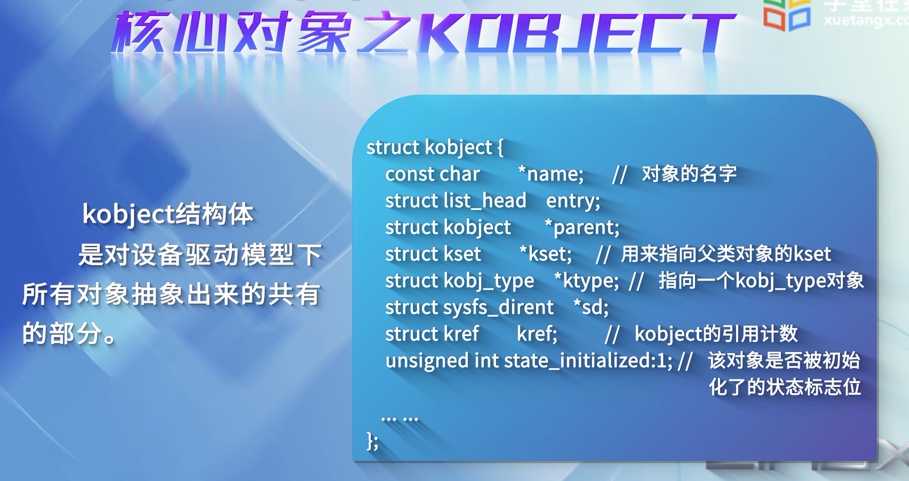 核心对象之KOBJECT
xuetangx.co
kobject结构体
是对设备驱动模型下
所有对象抽象出来的共有
的部分。
struct kobject {
const char *name; // 对象的名字
struct list_head entry;
struct kobject *parent;
struct kset *kset; // 用来指向父类对象的kset
struct kobj_type *ktype; // 指向一个kobj_type对象
struct sysfs_dirent *sd;
struct kref kref; // kobject的引用计数
unsigned int state_initialized:1; // 该对象是否被初始
化了的状态标志位
... ...
};